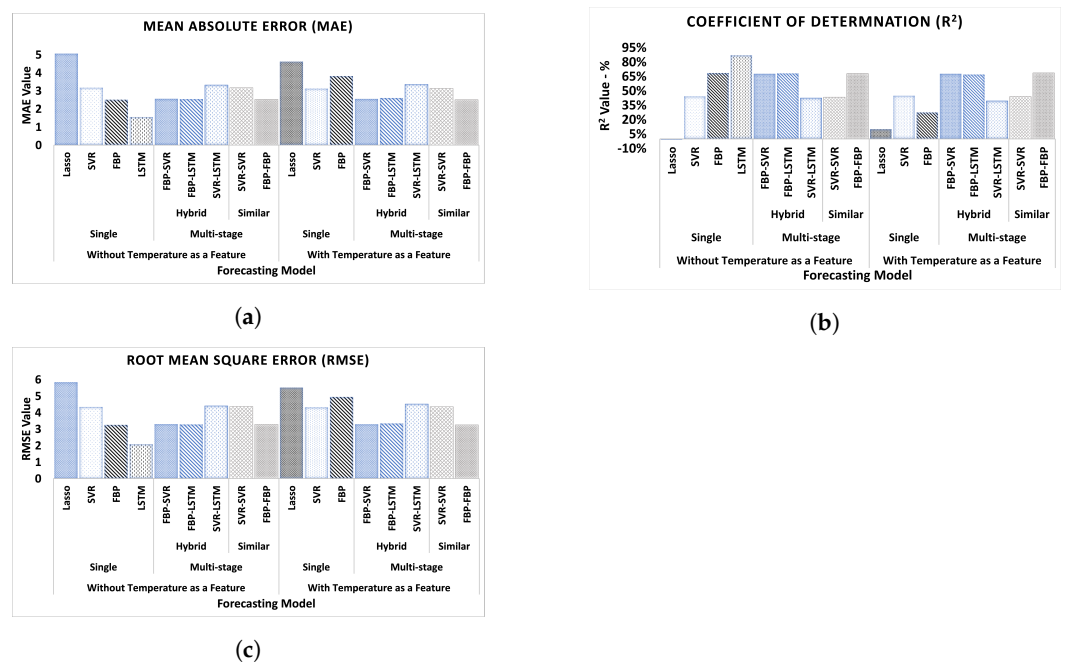 MEAN ABSOLUTE ERROR (MAE)
MAE Value
5
4
3
2
1
0
Lasso
SVR
FBP
LSTM
FBP-SVR
FBP-LSTM
SVR-LSTM
SVR-SVR
FBP-FBP
Lasso
SVR
FBP
FBP-SVR
FBP-LSTM
SVR-LSTM
SVR-SVR
FBP-FBP
Hybrid Similar Hybrid Similar
Single Multi-stage Single Multi-stage
Without Temperature as a Feature With Temperature as a Feature
Forecasting Model
(a)
COEFFICIENT OF DETERMNATION (R²)
R² Value - %
95%
80%
65%
50%
35%
20%
5%
-10%
Lasso
SVR
FBP
LSTM
FBP-SVR
FBP-LSTM
SVR-LSTM
SVR-SVR
FBP-FBP
Lasso
SVR
FBP
FBP-SVR
FBP-LSTM
SVR-LSTM
SVR-SVR
FBP-FBP
Hybrid Similar Hybrid Similar
Single Multi-stage Single Multi-stage
Without Temperature as a Feature With Temperature as a Feature
Forecasting Model
(b)
ROOT MEAN SQUARE ERROR (RMSE)
RMSE Value
6
5
4
3
2
1
0
Lasso
SVR
FBP
LSTM
FBP-SVR
FBP-LSTM
SVR-LSTM
SVR-SVR
FBP-FBP
Lasso
SVR
FBP
FBP-SVR
FBP-LSTM
SVR-LSTM
SVR-SVR
FBP-FBP
Hybrid Similar Hybrid Similar
Single Multi-stage Single Multi-stage
Without Temperature as a Feature With Temperature as a Feature
Forecasting Model
(c)